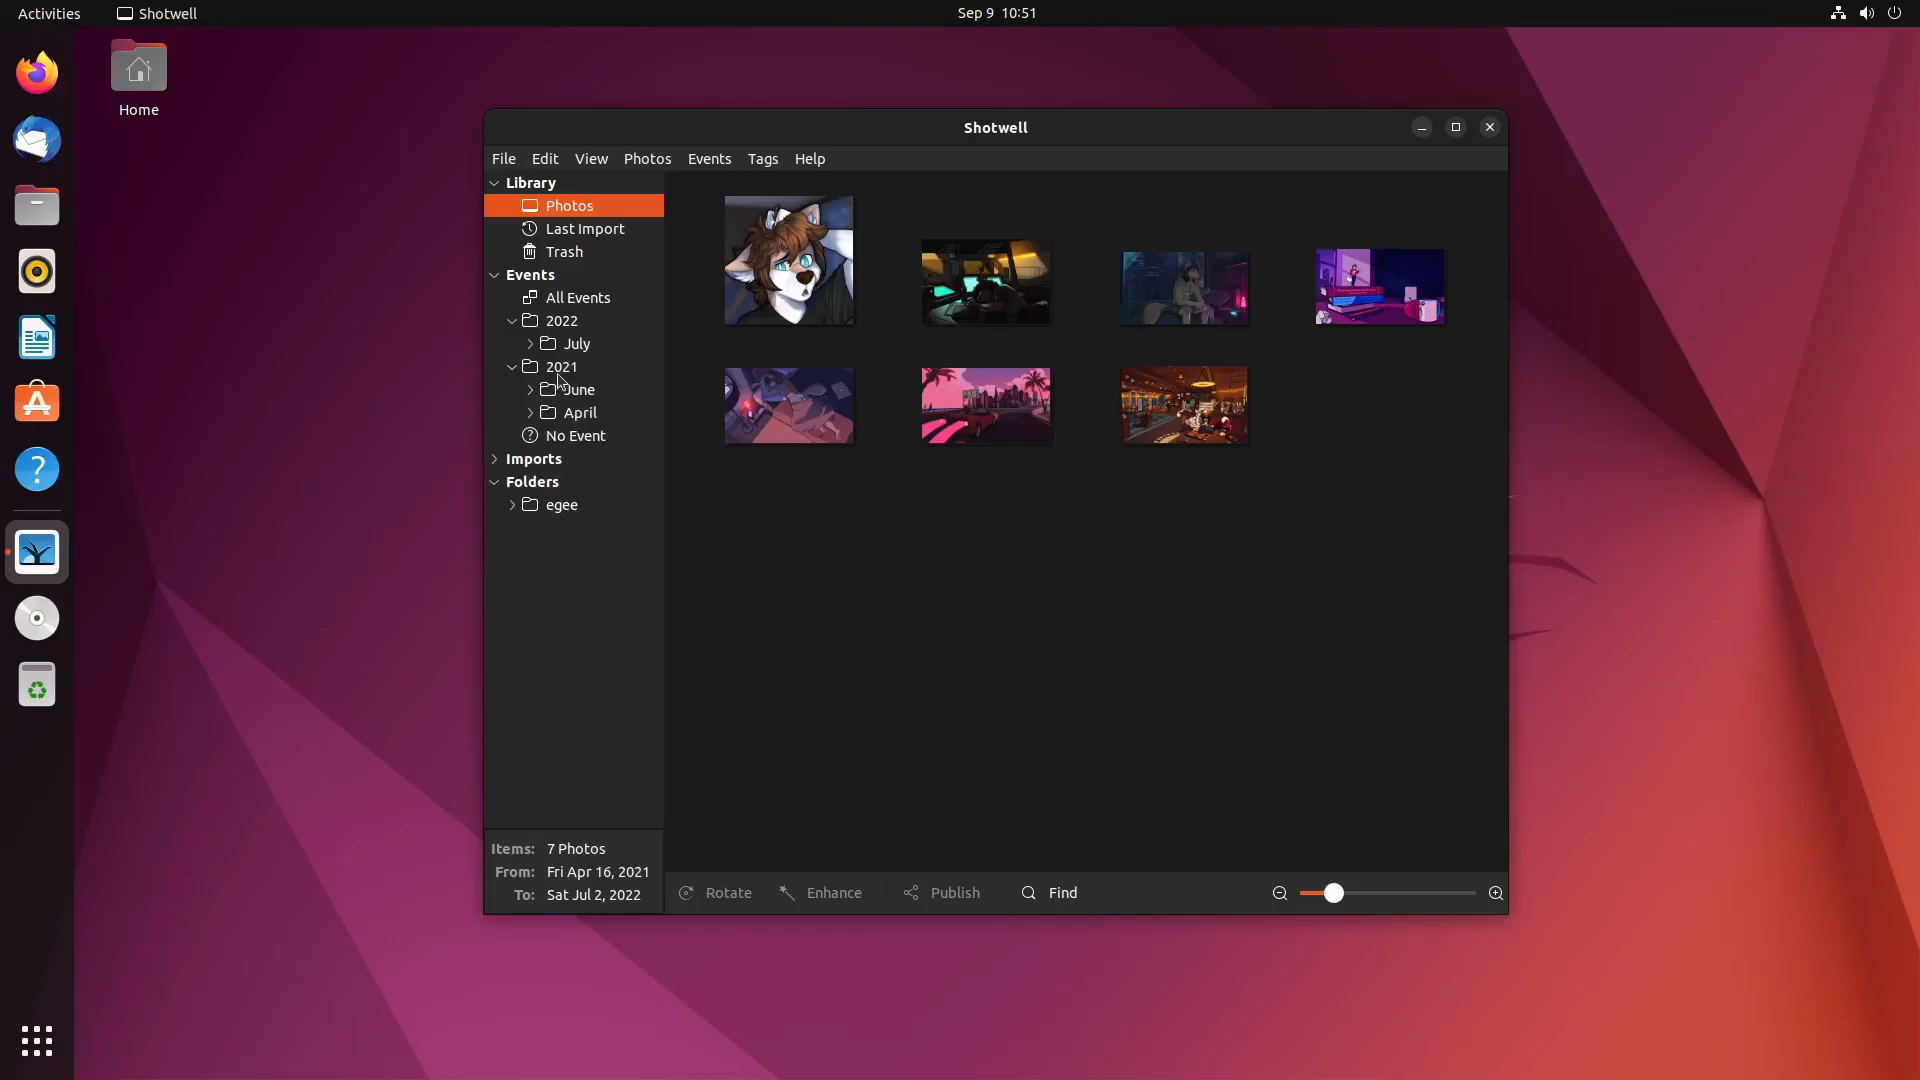 Activities
Shotwell
Sep 9 10:51
Home
Shotwell
File Edit View Photos Events Tags Help
Library
Photos
Last Import
Trash
Events
All Events
2022
July
2021
June
April
No Event
Imports
Folders
egee
Items: 7 Photos
From: Fri Apr 16, 2021
To: Sat Jul 2, 2022
Rotate Enhance Publish Find